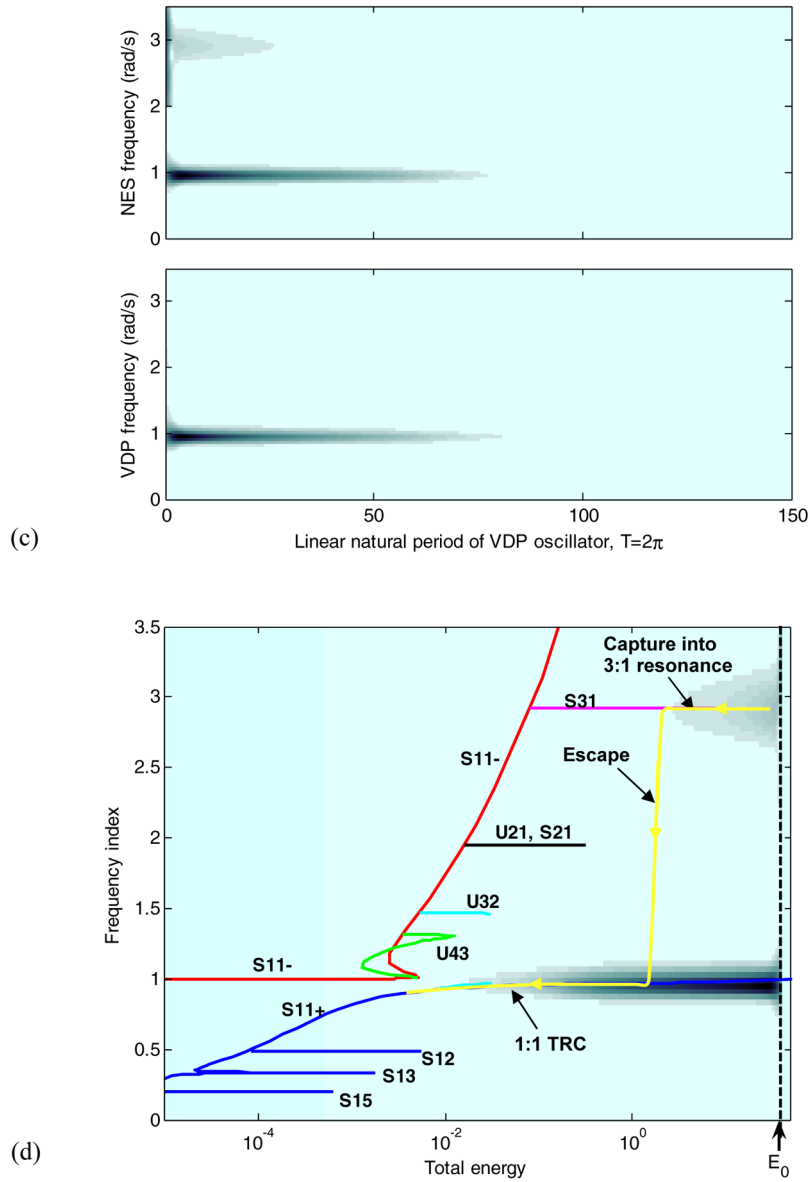 3
2
1
0
NES frequency (rad/s)
3
2
1
0
VDP frequency (rad/s)
0
50
100
150
(c)
Linear natural period of VDP oscillator, T=2π
3.5
3
2.5
2
1.5
1
0.5
0
Frequency index
Capture into
3:1 resonance
S31
S11-
Escape
U21, S21
U32
U43
S11-
S11+
1:1 TRC
S12
S13
S15
10⁻⁴
10⁻²
10⁰
(d)
Total energy
E₀